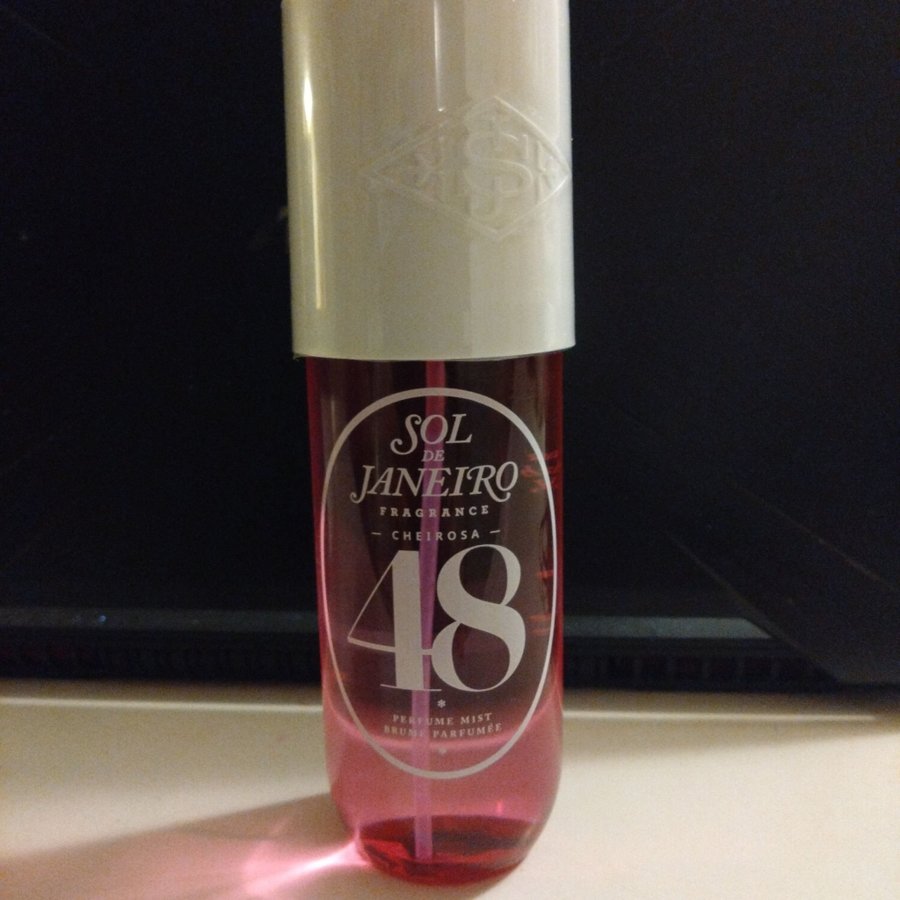 SOL
DE
JANEIRO
FRAGRANCE
— CHEIROSA —
48
PERFUME MIST
BRUME PARFUMÉE